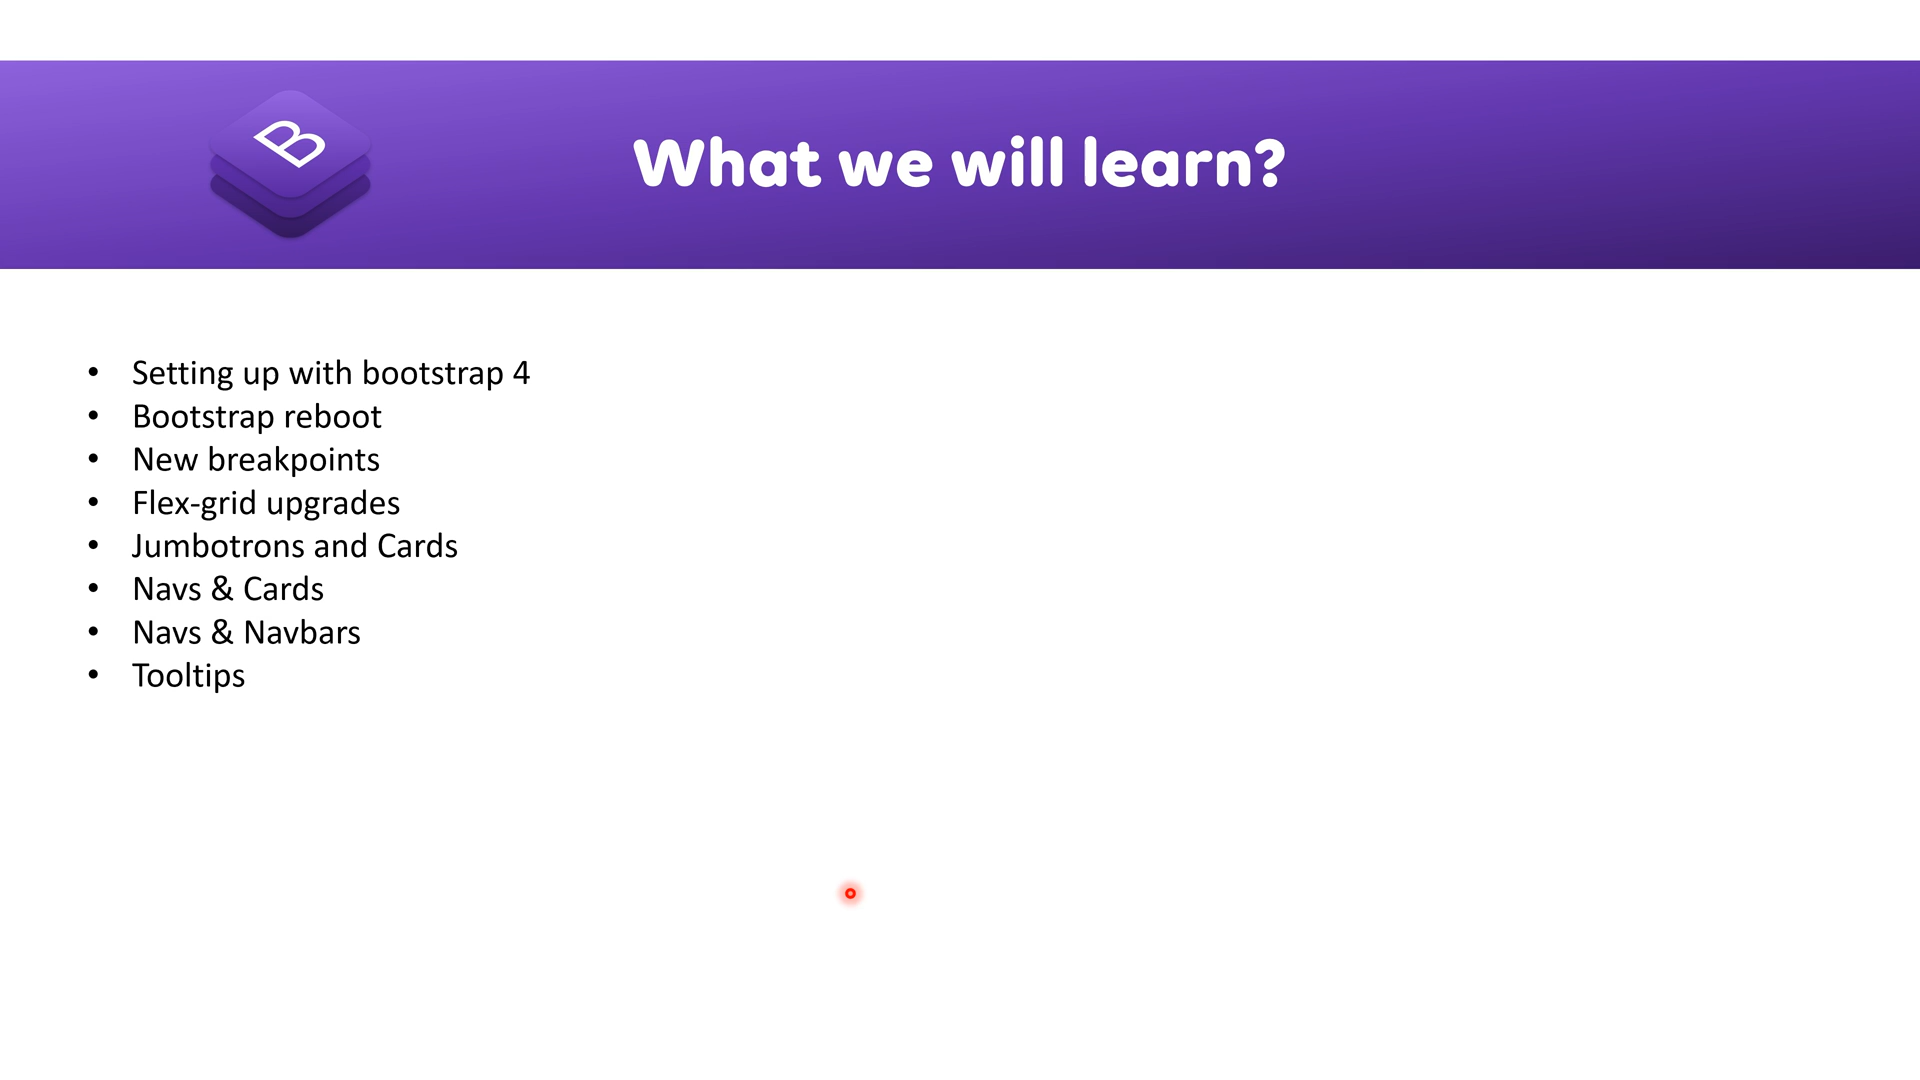 B
What we will learn?
• Setting up with bootstrap 4
• Bootstrap reboot
• New breakpoints
• Flex-grid upgrades
• Jumbotrons and Cards
• Navs & Cards
• Navs & Navbars
• Tooltips